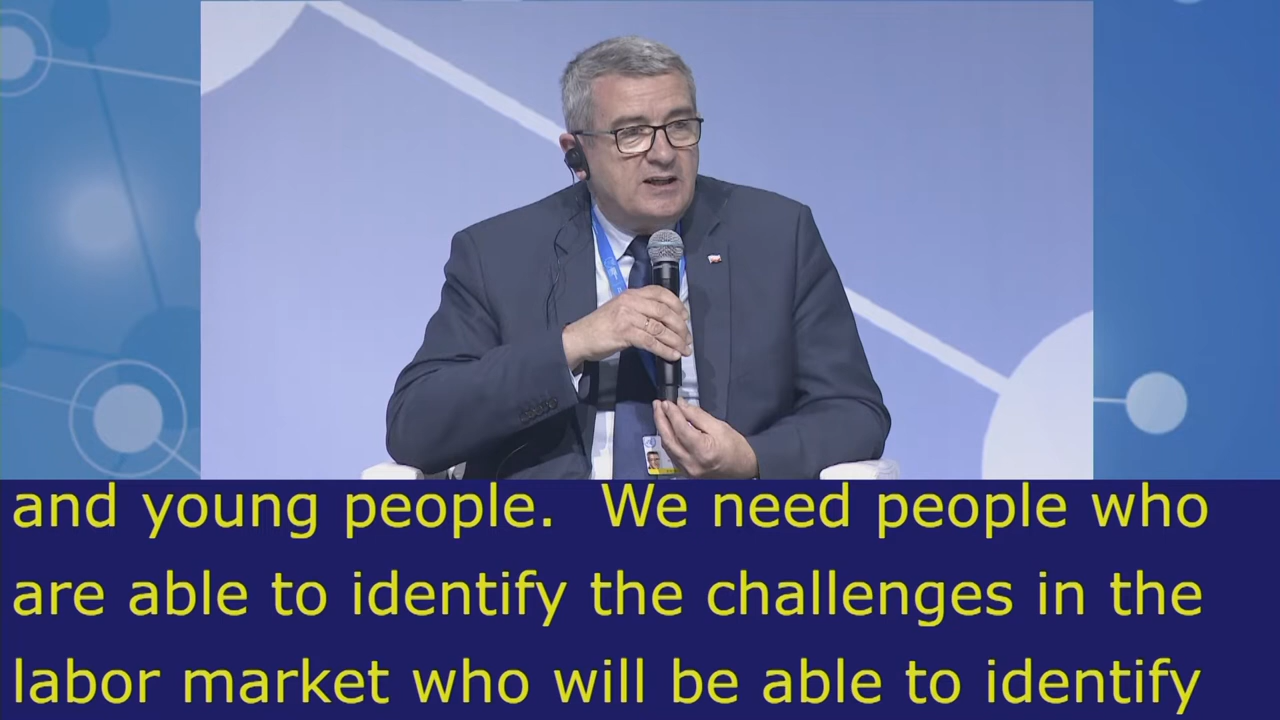 and young people.  We need people who
are able to identify the challenges in the
labor market who will be able to identify